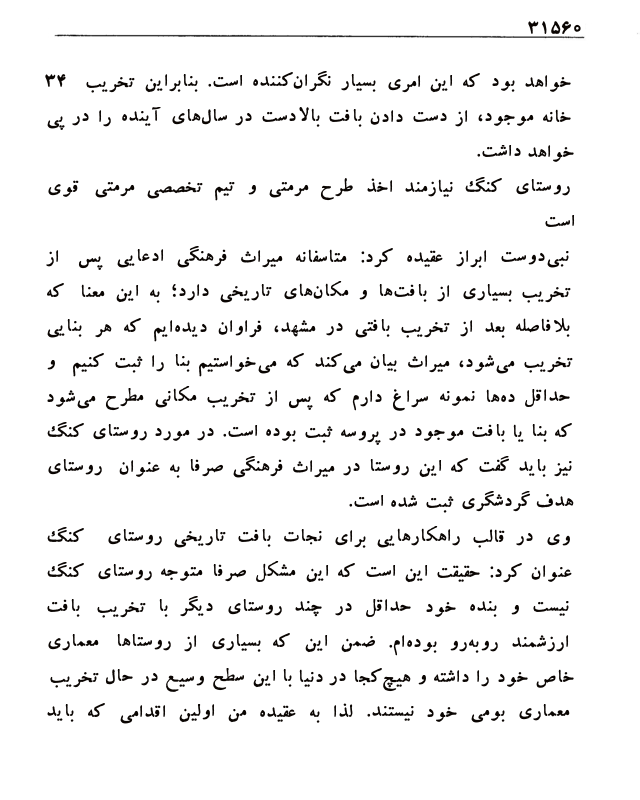 ۳۱۵۶۰
خواهد بود که این امری بسیار نگران‌کننده است. بنابراین تخریب ۳۴
خانه موجود، از دست دادن بافت بالادست در سال‌های آینده را در پی
خواهد داشت.
روستای کنگ نیازمند اخذ طرح مرمتی و تیم تخصصی مرمتی قوی
است
نبی‌دوست ابراز عقیده کرد: متاسفانه میراث فرهنگی ادعایی پس از
تخریب بسیاری از بافت‌ها و مکان‌های تاریخی دارد؛ به این معنا که
بلافاصله بعد از تخریب بافتی در مشهد، فراوان دیده‌ایم که هر بنایی
تخریب می‌شود، میراث بیان می‌کند که می‌خواستیم بنا را ثبت کنیم و
حداقل ده‌ها نمونه سراغ دارم که پس از تخریب مکانی مطرح می‌شود
که بنا یا بافت موجود در پروسه ثبت بوده است. در مورد روستای کنگ
نیز باید گفت که این روستا در میراث فرهنگی صرفا به عنوان روستای
هدف گردشگری ثبت شده است.
وی در قالب راهکارهایی برای نجات بافت تاریخی روستای کنگ
عنوان کرد: حقیقت این است که این مشکل صرفا متوجه روستای کنگ
نیست و بنده خود حداقل در چند روستای دیگر با تخریب بافت
ارزشمند روبه‌رو بوده‌ام. ضمن این که بسیاری از روستاها معماری
خاص خود را داشته و هیچ‌کجا در دنیا با این سطح وسیع در حال تخریب
معماری بومی خود نیستند. لذا به عقیده من اولین اقدامی که باید